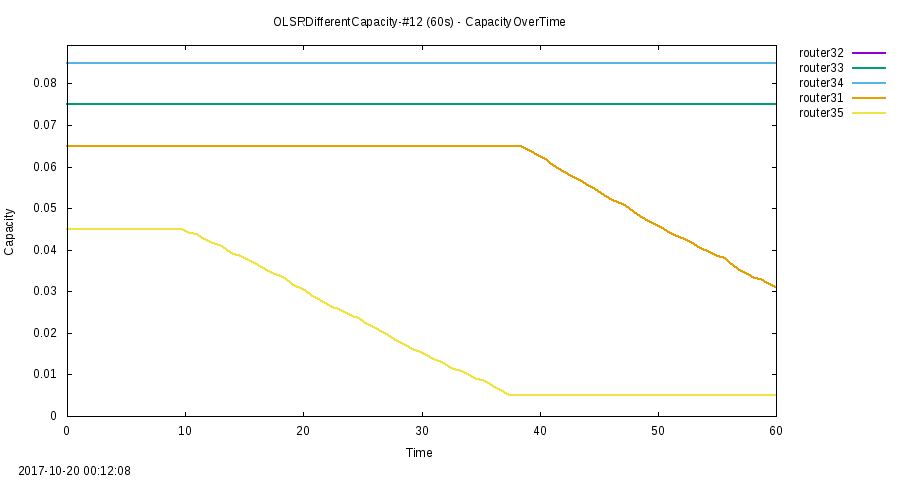 OLSRDifferentCapacity-#12 (60s) - CapacityOverTime
router32
router33
router34
router31
router35
0.08
0.07
0.06
0.05
0.04
0.03
0.02
0.01
0
Capacity
0 10 20 30 40 50 60
Time
2017-10-20 00:12:08